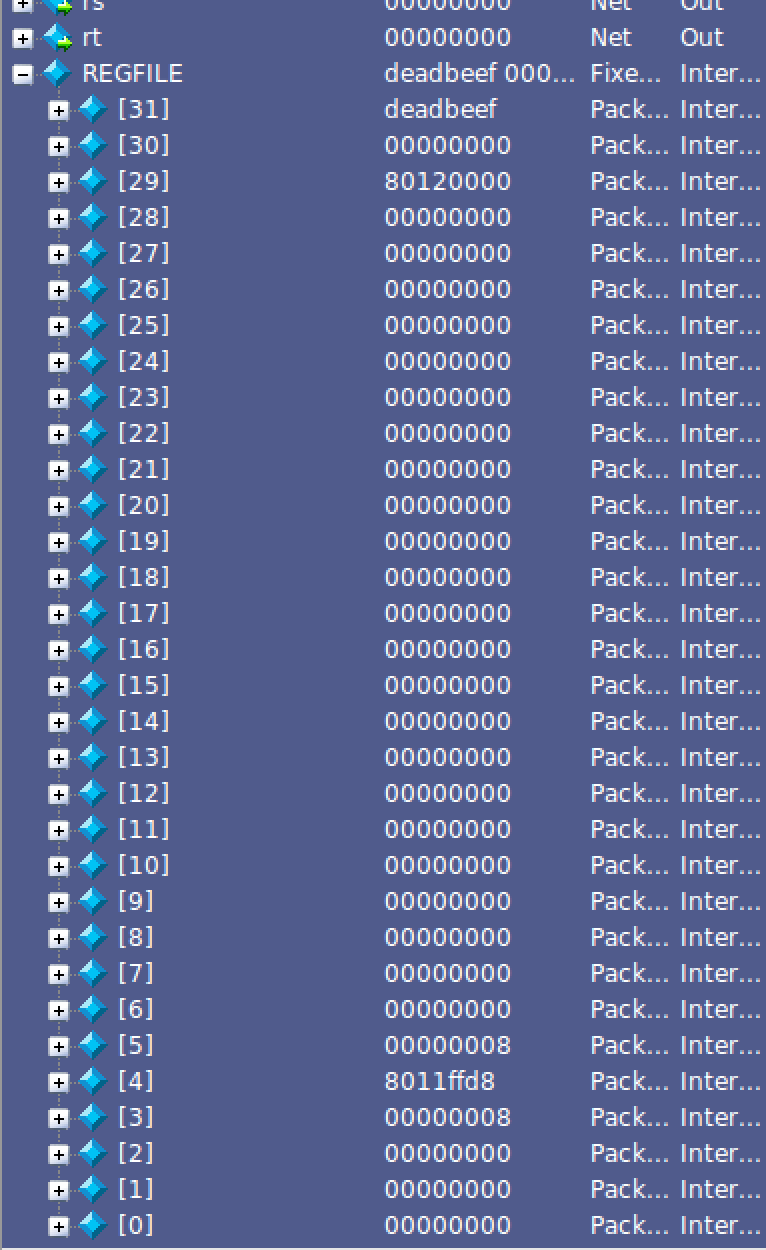 rs 00000000 Net Out
rt 00000000 Net Out
REGFILE deadbeef 000... Fixe... Inter...
[31] deadbeef Pack... Inter...
[30] 00000000 Pack... Inter...
[29] 80120000 Pack... Inter...
[28] 00000000 Pack... Inter...
[27] 00000000 Pack... Inter...
[26] 00000000 Pack... Inter...
[25] 00000000 Pack... Inter...
[24] 00000000 Pack... Inter...
[23] 00000000 Pack... Inter...
[22] 00000000 Pack... Inter...
[21] 00000000 Pack... Inter...
[20] 00000000 Pack... Inter...
[19] 00000000 Pack... Inter...
[18] 00000000 Pack... Inter...
[17] 00000000 Pack... Inter...
[16] 00000000 Pack... Inter...
[15] 00000000 Pack... Inter...
[14] 00000000 Pack... Inter...
[13] 00000000 Pack... Inter...
[12] 00000000 Pack... Inter...
[11] 00000000 Pack... Inter...
[10] 00000000 Pack... Inter...
[9] 00000000 Pack... Inter...
[8] 00000000 Pack... Inter...
[7] 00000000 Pack... Inter...
[6] 00000000 Pack... Inter...
[5] 00000008 Pack... Inter...
[4] 8011ffd8 Pack... Inter...
[3] 00000008 Pack... Inter...
[2] 00000000 Pack... Inter...
[1] 00000000 Pack... Inter...
[0] 00000000 Pack... Inter...